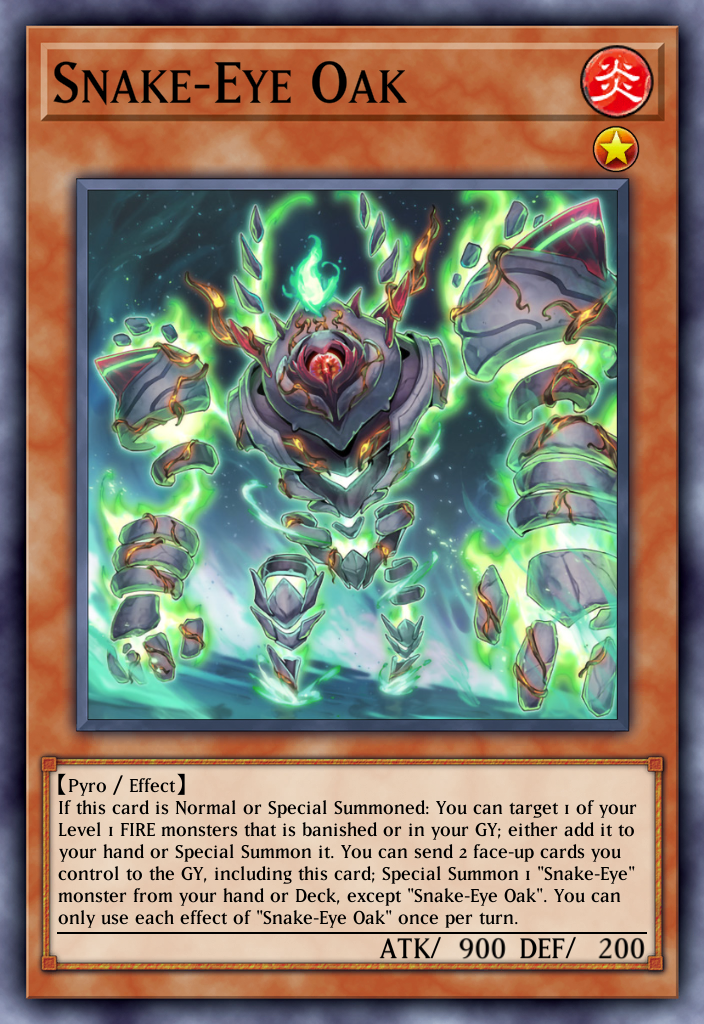 Snake-Eye Oak
炎
【Pyro / Effect】
If this card is Normal or Special Summoned: You can target 1 of your
Level 1 FIRE monsters that is banished or in your GY; either add it to
your hand or Special Summon it. You can send 2 face-up cards you
control to the GY, including this card; Special Summon 1 "Snake-Eye"
monster from your hand or Deck, except "Snake-Eye Oak". You can
only use each effect of "Snake-Eye Oak" once per turn.
ATK/ 900 DEF/ 200